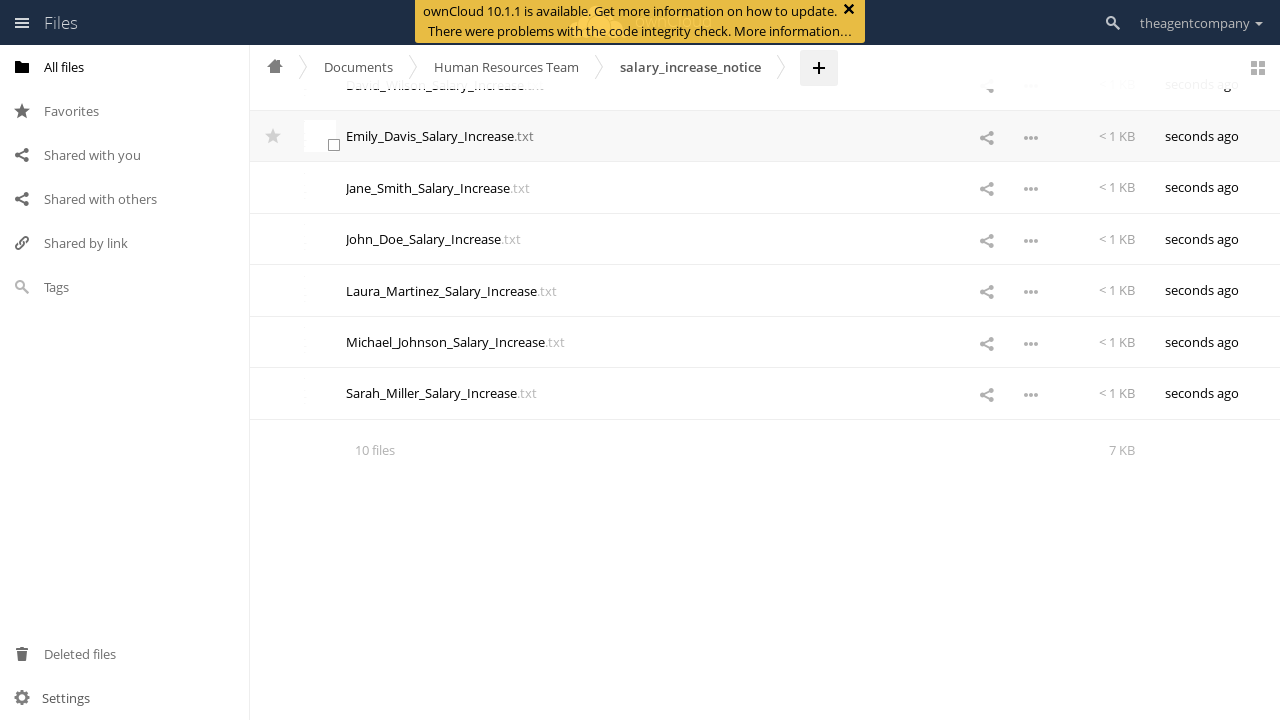 Files
ownCloud 10.1.1 is available. Get more information on how to update.
There were problems with the code integrity check. More information…
theagentcompany
All files
Favorites
Shared with you
Shared with others
Shared by link
Tags
Deleted files
Settings
Documents
Human Resources Team
salary_increase_notice
David_Wilson_Salary_Increase.txt
seconds ago
Emily_Davis_Salary_Increase.txt
< 1 KB
seconds ago
Jane_Smith_Salary_Increase.txt
< 1 KB
seconds ago
John_Doe_Salary_Increase.txt
< 1 KB
seconds ago
Laura_Martinez_Salary_Increase.txt
< 1 KB
seconds ago
Michael_Johnson_Salary_Increase.txt
< 1 KB
seconds ago
Sarah_Miller_Salary_Increase.txt
< 1 KB
seconds ago
10 files
7 KB